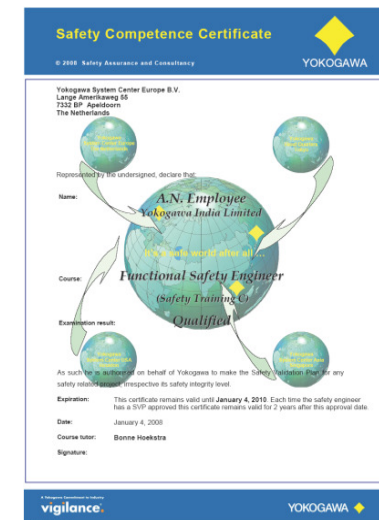 Safety Competence Certificate
© 2008 Safety Assurance and Consultancy
YOKOGAWA
Yokogawa System Center Europe B.V.
Lange Amerikaweg 55
7332 BP Apeldoorn
The Netherlands
Represented by the undersigned, declare that:
Name: A.N. Employee
Yokogawa India Limited
It's a safe world after all ...
Course: Functional Safety Engineer
(Safety Training C)
Examination result: Qualified
As such he is authorized on behalf of Yokogawa to make the Safety Validation Plan for any
safety related project, irrespective its safety integrity level.
Expiration: This certificate remains valid until January 4, 2010. Each time the safety engineer
has a SVP approved this certificate remains valid for 2 years after this approval date.
Date: January 4, 2008
Course tutor: Bonne Hoekstra
Signature:
vigilance.
YOKOGAWA